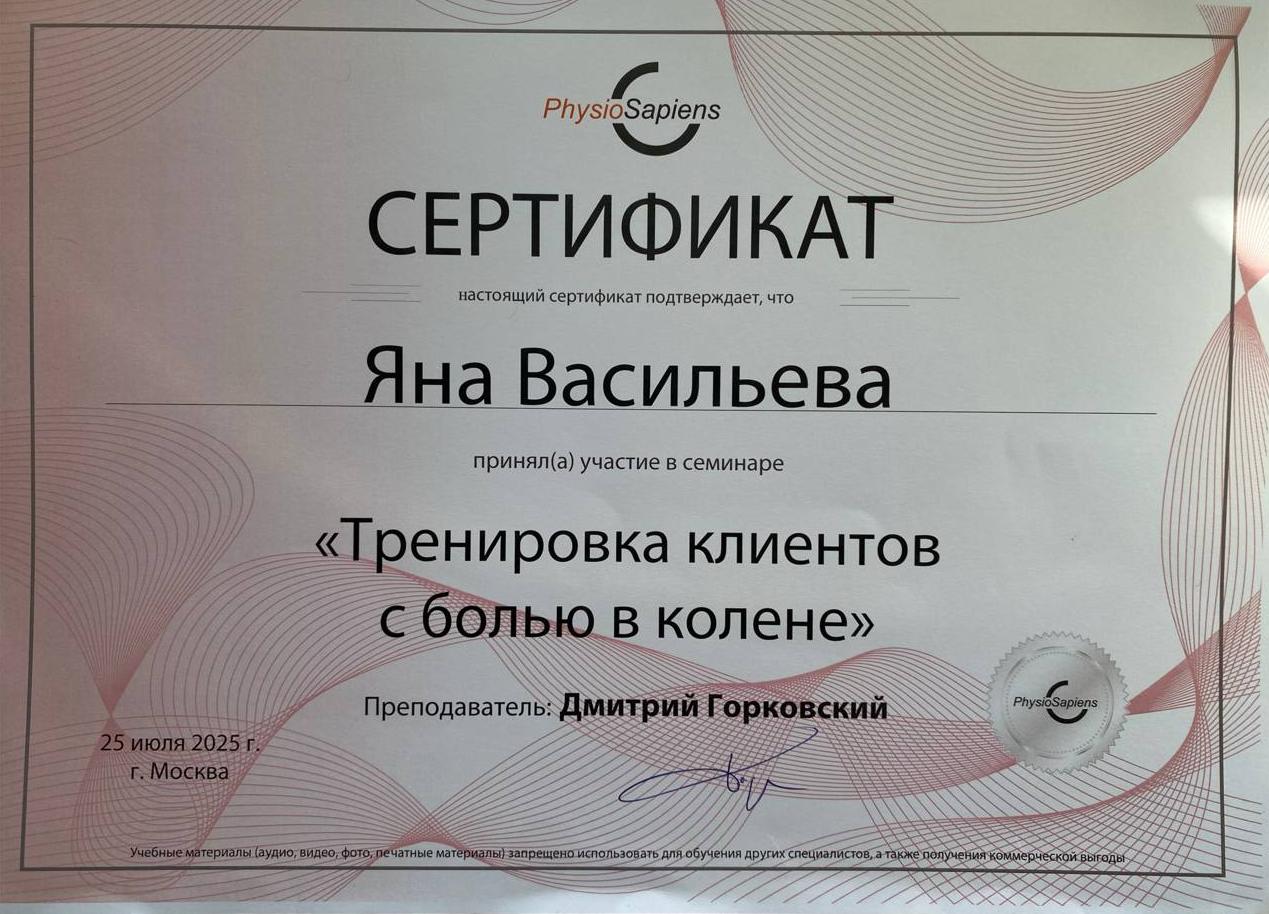 PhysioSapiens
СЕРТИФИКАТ
настоящий сертификат подтверждает, что
Яна Васильева
принял(а) участие в семинаре
«Тренировка клиентов
с болью в колене»
Преподаватель: Дмитрий Горковский
PhysioSapiens
25 июля 2025 г.
г. Москва
Учебные материалы (аудио, видео, фото, печатные материалы) запрещено использовать для обучения других специалистов, а также получения коммерческой выгоды